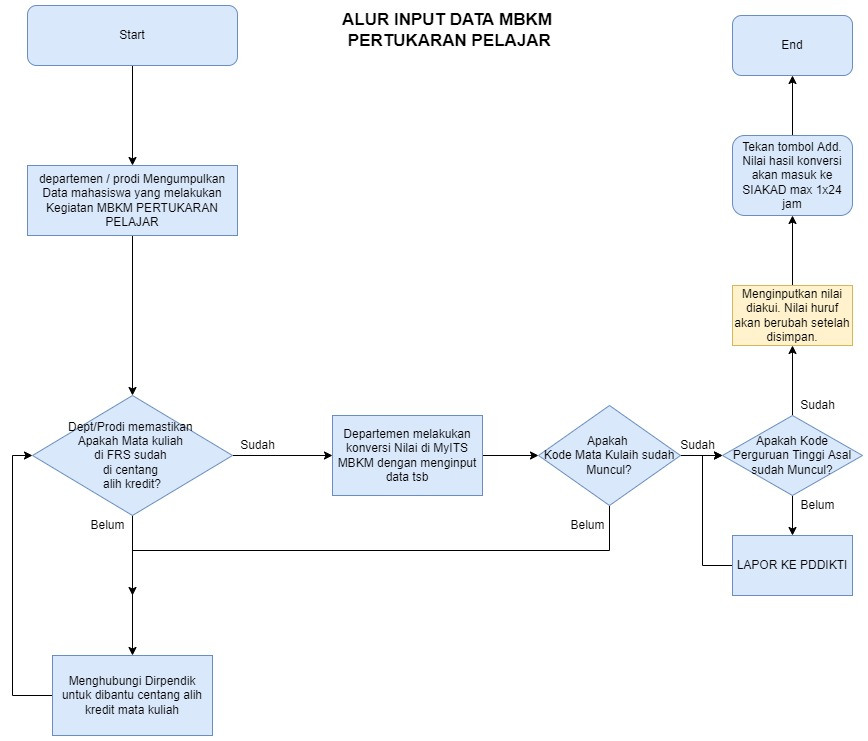 ALUR INPUT DATA MBKM
PERTUKARAN PELAJAR
Start
departemen / prodi Mengumpulkan
Data mahasiswa yang melakukan
Kegiatan MBKM PERTUKARAN
PELAJAR
Dept/Prodi memastikan
Apakah Mata kuliah
di FRS sudah
di centang
alih kredit?
Sudah
Belum
Menghubungi Dirpendik
untuk dibantu centang alih
kredit mata kuliah
Departemen melakukan
konversi Nilai di MyITS
MBKM dengan menginput
data tsb
Apakah
Kode Mata Kulaih sudah
Muncul?
Sudah
Belum
Apakah Kode
Perguruan Tinggi Asal
sudah Muncul?
Sudah
Belum
LAPOR KE PDDIKTI
Menginputkan nilai
diakui. Nilai huruf
akan berubah setelah
disimpan.
Tekan tombol Add.
Nilai hasil konversi
akan masuk ke
SIAKAD max 1x24
jam
End